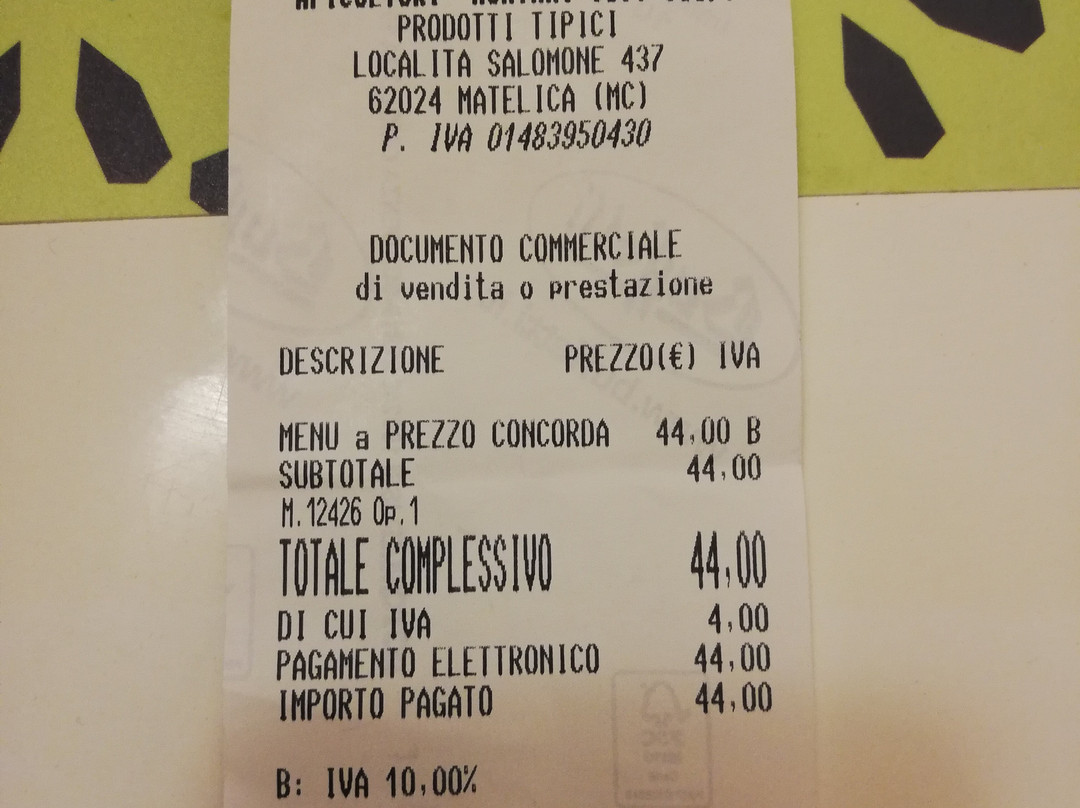 PRODOTTI TIPICI
LOCALITA SALOMONE 437
62024 MATELICA (MC)
P. IVA 01483950430
DOCUMENTO COMMERCIALE
di vendita o prestazione
DESCRIZIONE PREZZO(€) IVA
MENU a PREZZO CONCORDA 44,00 B
SUBTOTALE 44,00
M.12426 Op.1
TOTALE COMPLESSIVO 44,00
DI CUI IVA 4,00
PAGAMENTO ELETTRONICO 44,00
IMPORTO PAGATO 44,00
B: IVA 10,00%